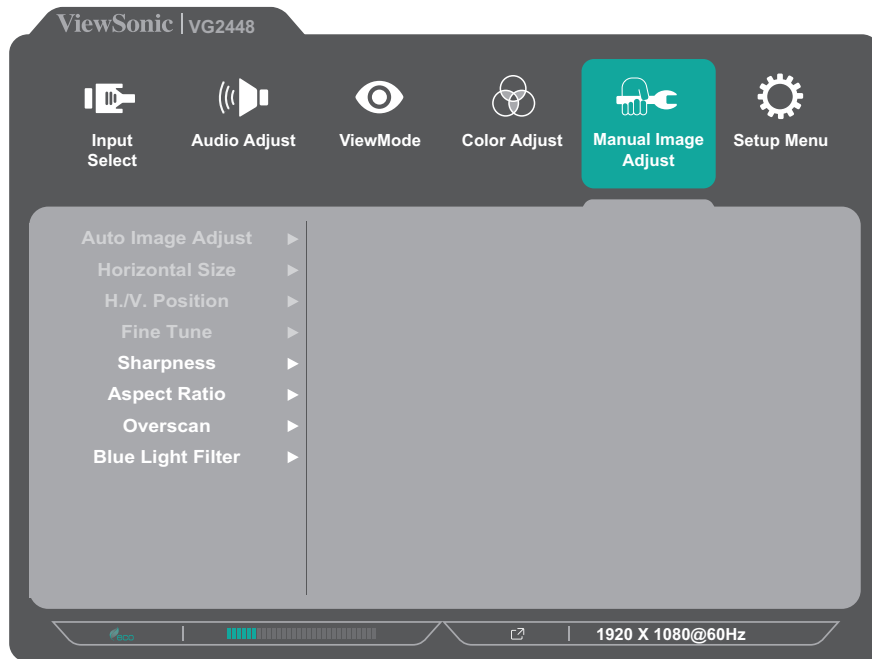 ViewSonic | VG2448
Input Select
Audio Adjust
ViewMode
Color Adjust
Manual Image Adjust
Setup Menu
Auto Image Adjust
Horizontal Size
H./V. Position
Fine Tune
Sharpness
Aspect Ratio
Overscan
Blue Light Filter
eco
1920 X 1080@60Hz